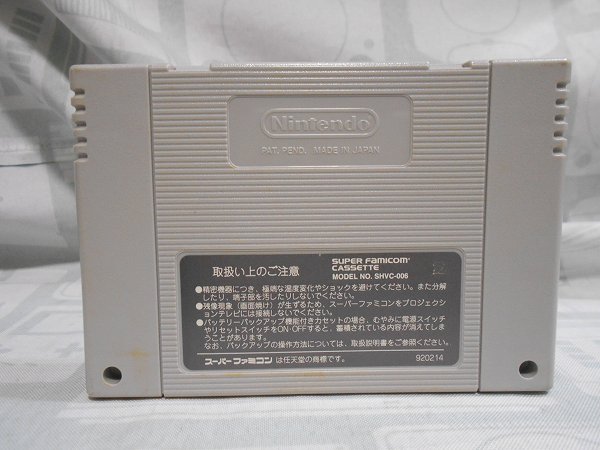 Nintendo
PAT. PEND. MADE IN JAPAN
取扱い上のご注意
SUPER FAMICOM
CASSETTE
MODEL NO. SHVC-006
●精密機器につき、極端な温度変化やショックを避けてください。また分解
したり、端子部を汚したりしないでください。
●残像現象(画面焼け)が生ずるため、スーパーファミコンをプロジェクシ
ョンテレビには接続しないでください。
●バッテリーバックアップ機能付きカセットの場合、むやみに電源スイッチ
やリセットスイッチをON・OFFすると、蓄積されている内容が消えてしま
うことがあります。
なお、バックアップの操作方法については、取扱説明書をご参照ください。
スーパーファミコンは任天堂の商標です。
920214